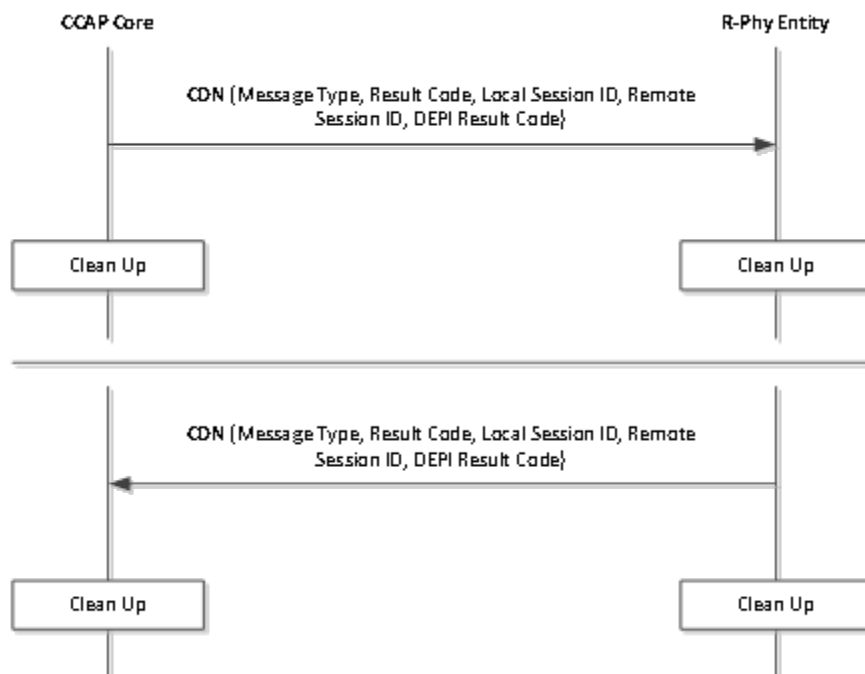 CCAP Core
R-Phy Entity
CDN {Message Type, Result Code, Local Session ID, Remote
Session ID, DEPI Result Code}
Clean Up
Clean Up
CDN {Message Type, Result Code, Local Session ID, Remote
Session ID, DEPI Result Code}
Clean Up
Clean Up